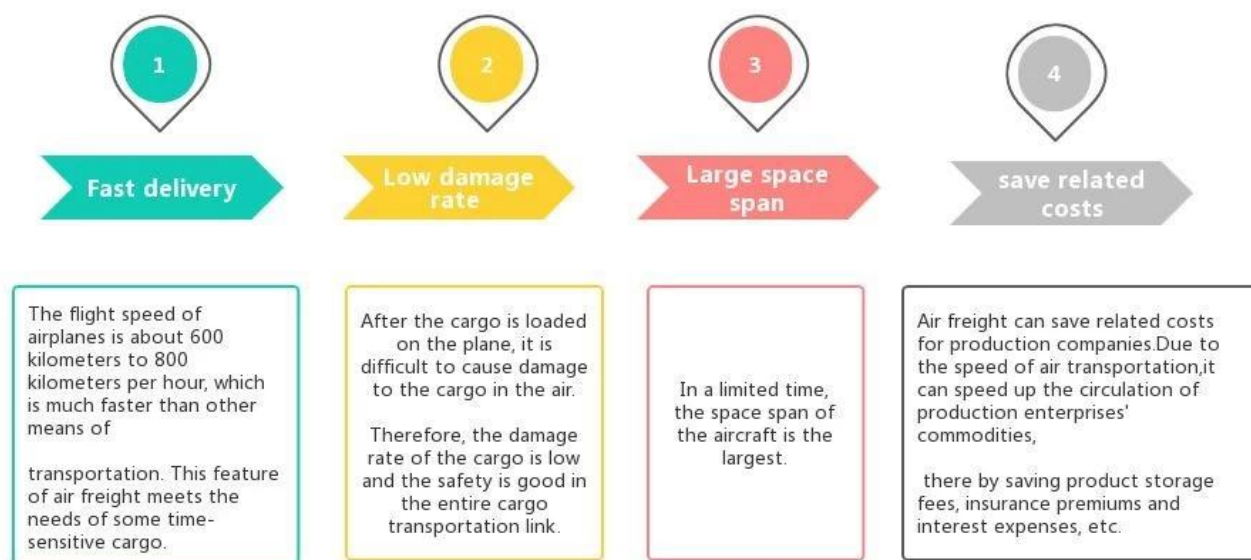 1
Fast delivery
The flight speed of
airplanes is about 600
kilometers to 800
kilometers per hour, which
is much faster than other
means of
transportation. This feature
of air freight meets the
needs of some time-
sensitive cargo.
2
Low damage
rate
After the cargo is loaded
on the plane, it is
difficult to cause damage
to the cargo in the air.
Therefore, the damage
rate of the cargo is low
and the safety is good in
the entire cargo
transportation link.
3
Large space
span
In a limited time,
the space span of
the aircraft is the
largest.
4
save related
costs
Air freight can save related costs
for production companies.Due to
the speed of air transportation,it
can speed up the circulation of
production enterprises'
commodities,
there by saving product storage
fees, insurance premiums and
interest expenses, etc.